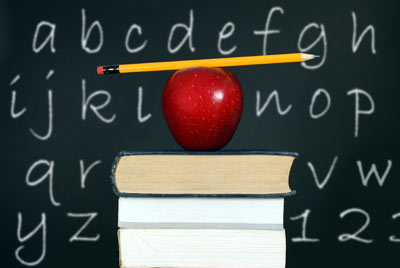 a b c d e f g h
i j k l n o p
q r v w
y z 1 2